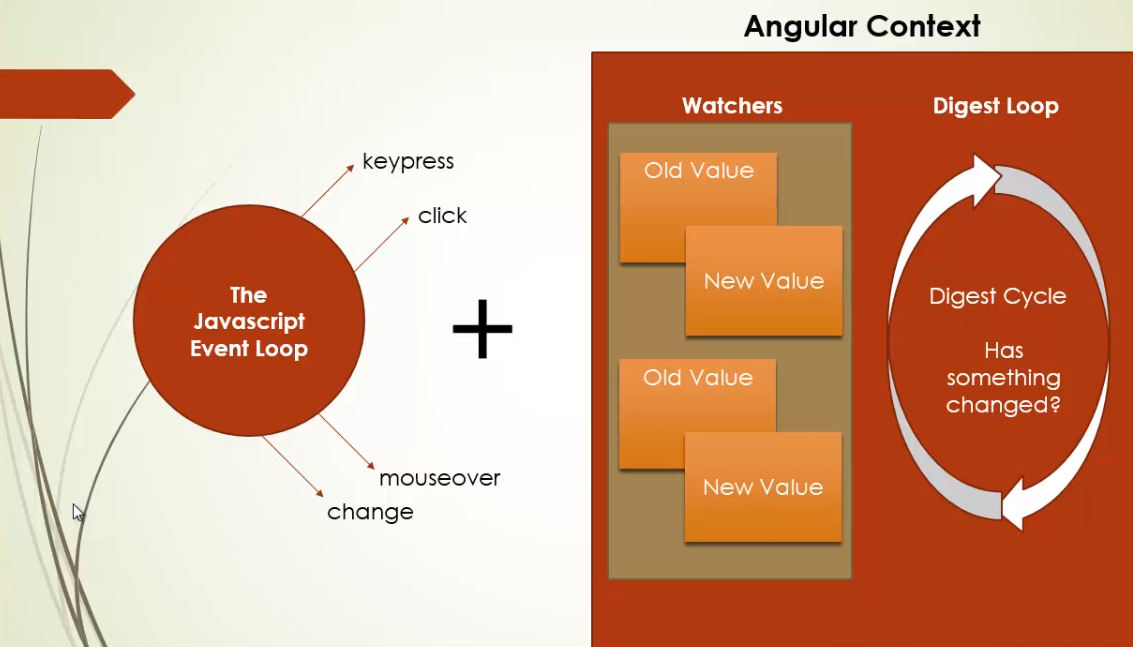 Angular Context
The
Javascript
Event Loop
keypress
click
mouseover
change
+
Watchers
Old Value
New Value
Old Value
New Value
Digest Loop
Digest Cycle
Has
something
changed?